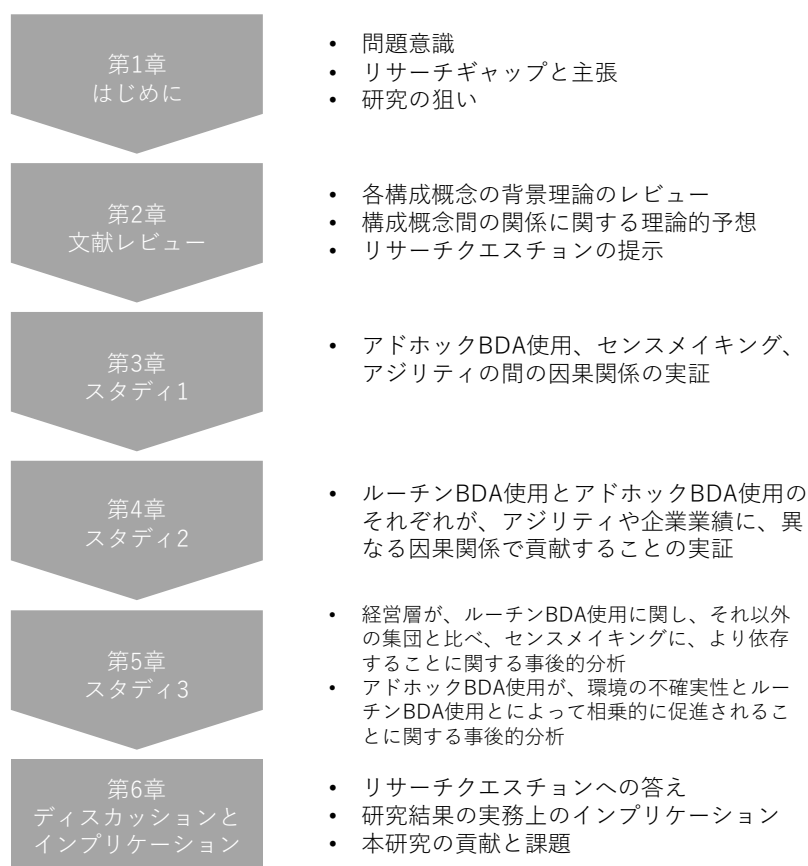 第1章
はじめに
• 問題意識
• リサーチギャップと主張
• 研究の狙い
第2章
文献レビュー
• 各構成概念の背景理論のレビュー
• 構成概念間の関係に関する理論的予想
• リサーチクエスチョンの提示
第3章
スタディ1
• アドホックBDA使用、センスメイキング、
アジリティの間の因果関係の実証
第4章
スタディ2
• ルーチンBDA使用とアドホックBDA使用の
それぞれが、アジリティや企業業績に、異
なる因果関係で貢献することの実証
第5章
スタディ3
• 経営層が、ルーチンBDA使用に関し、それ以外
の集団と比べ、センスメイキングに、より依存
することに関する事後的分析
• アドホックBDA使用が、環境の不確実性とルー
チンBDA使用とによって相乗的に促進されるこ
とに関する事後的分析
第6章
ディスカッションと
インプリケーション
• リサーチクエスチョンへの答え
• 研究結果の実務上のインプリケーション
• 本研究の貢献と課題